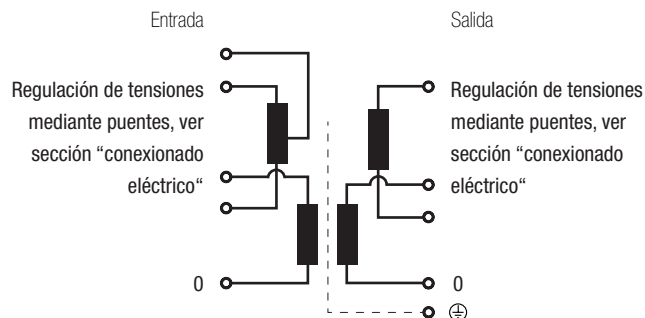 Entrada
Salida
Regulación de tensiones
mediante puentes, ver
sección “conexionado
eléctrico“
Regulación de tensiones
mediante puentes, ver
sección “conexionado
eléctrico“
0
0